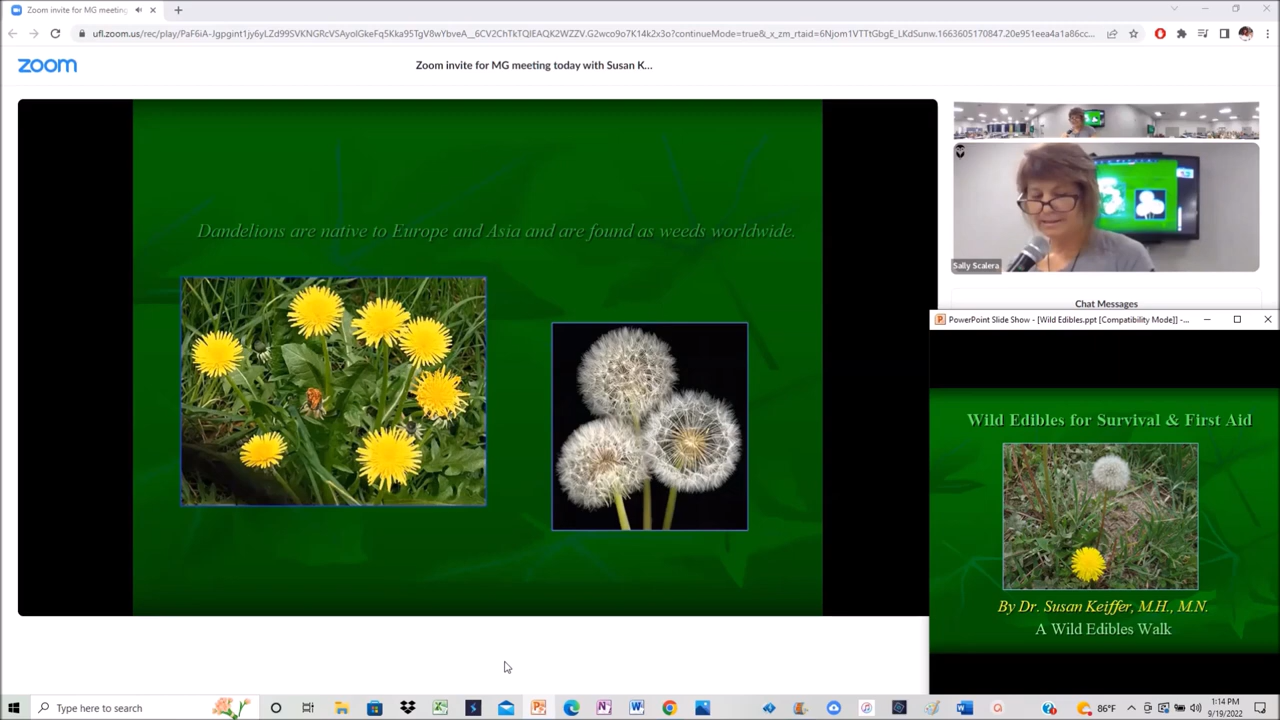 Zoom invite for MG meeting
ufl.zoom.us/rec/play/PaF6iA-Jgpgint1jy6yLZd99SVKNGRcVSAyolGkeFq5Kka95TgV8wYbveA__6CV2ChTkTQIEAQK2WZZV.G2wco9o7K14k2x3o?continueMode=true&_x_zm_rtaid=6Njom1VTTtGbgE_LKdSunw.1663605170847.20e951eea4a1a86cc...
zoom
Zoom invite for MG meeting today with Susan K...
Dandelions are native to Europe and Asia and are found as weeds worldwide.
Sally Scalera
Chat Messages
PowerPoint Slide Show - [Wild Edibles.ppt [Compatibility Mode]] -...
Wild Edibles for Survival & First Aid
By Dr. Susan Keiffer, M.H., M.N.
A Wild Edibles Walk
Type here to search
86°F
1:14 PM
9/19/2022